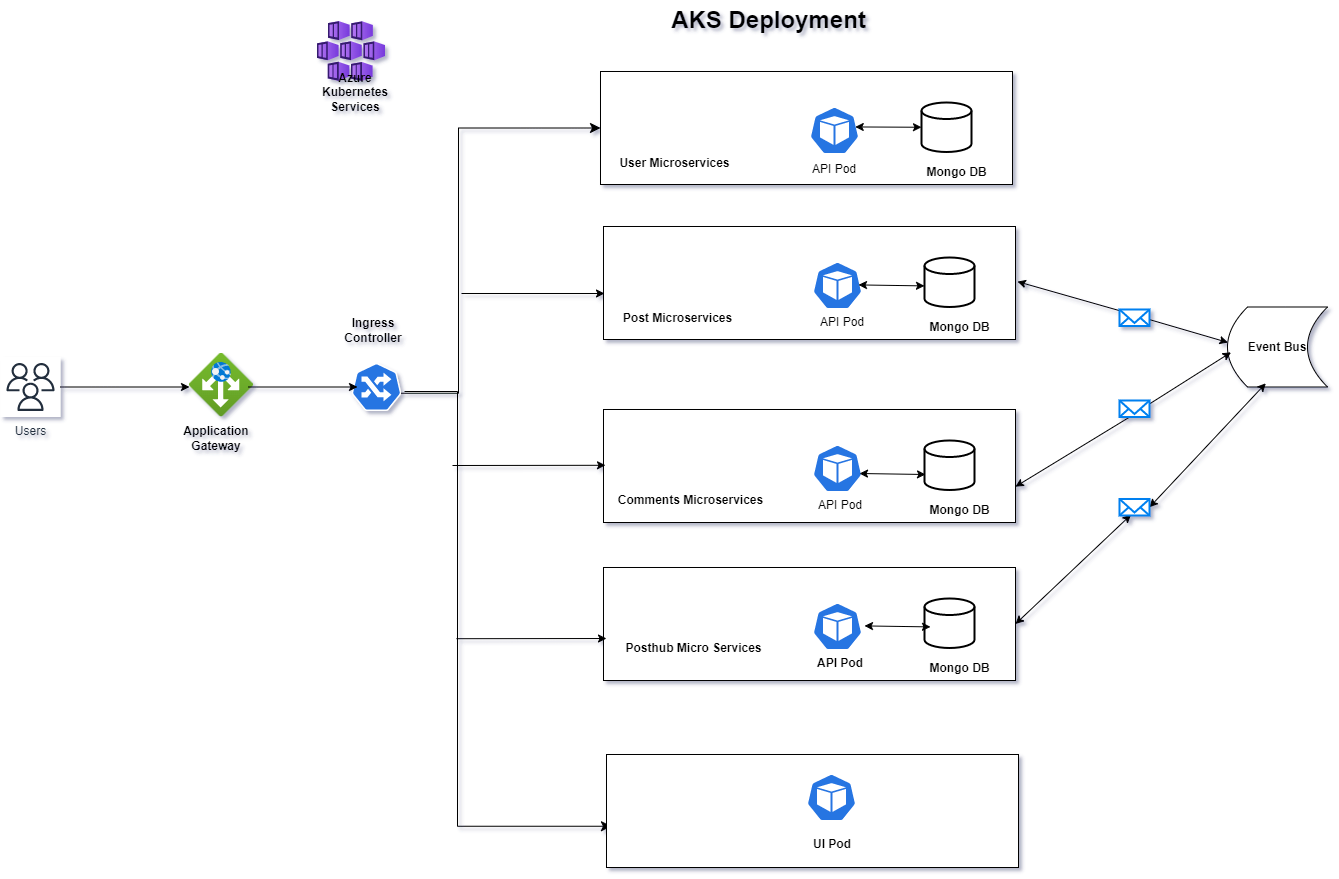 AKS Deployment
Azure
Kubernetes
Services
User Microservices
API Pod
Mongo DB
Post Microservices
API Pod
Mongo DB
Ingress
Controller
Event Bus
Users
Application
Gateway
Comments Microservices
API Pod
Mongo DB
Posthub Micro Services
API Pod
Mongo DB
UI Pod